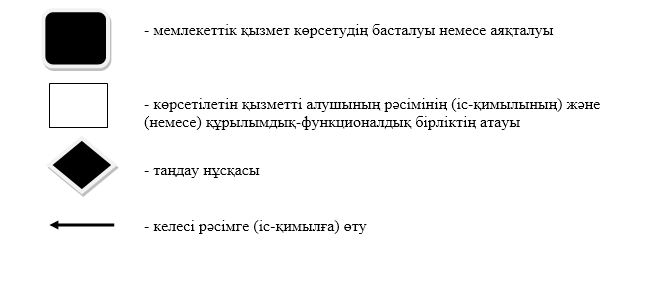 - мемлекеттік қызмет көрсетудің басталуы немесе аяқталуы
- көрсетілетін қызметті алушының рәсімінің (іс-қимылының) және
(немесе) құрылымдық-функционалдық бірліктің атауы
- таңдау нұсқасы
- келесі рәсімге (іс-қимылға) өту